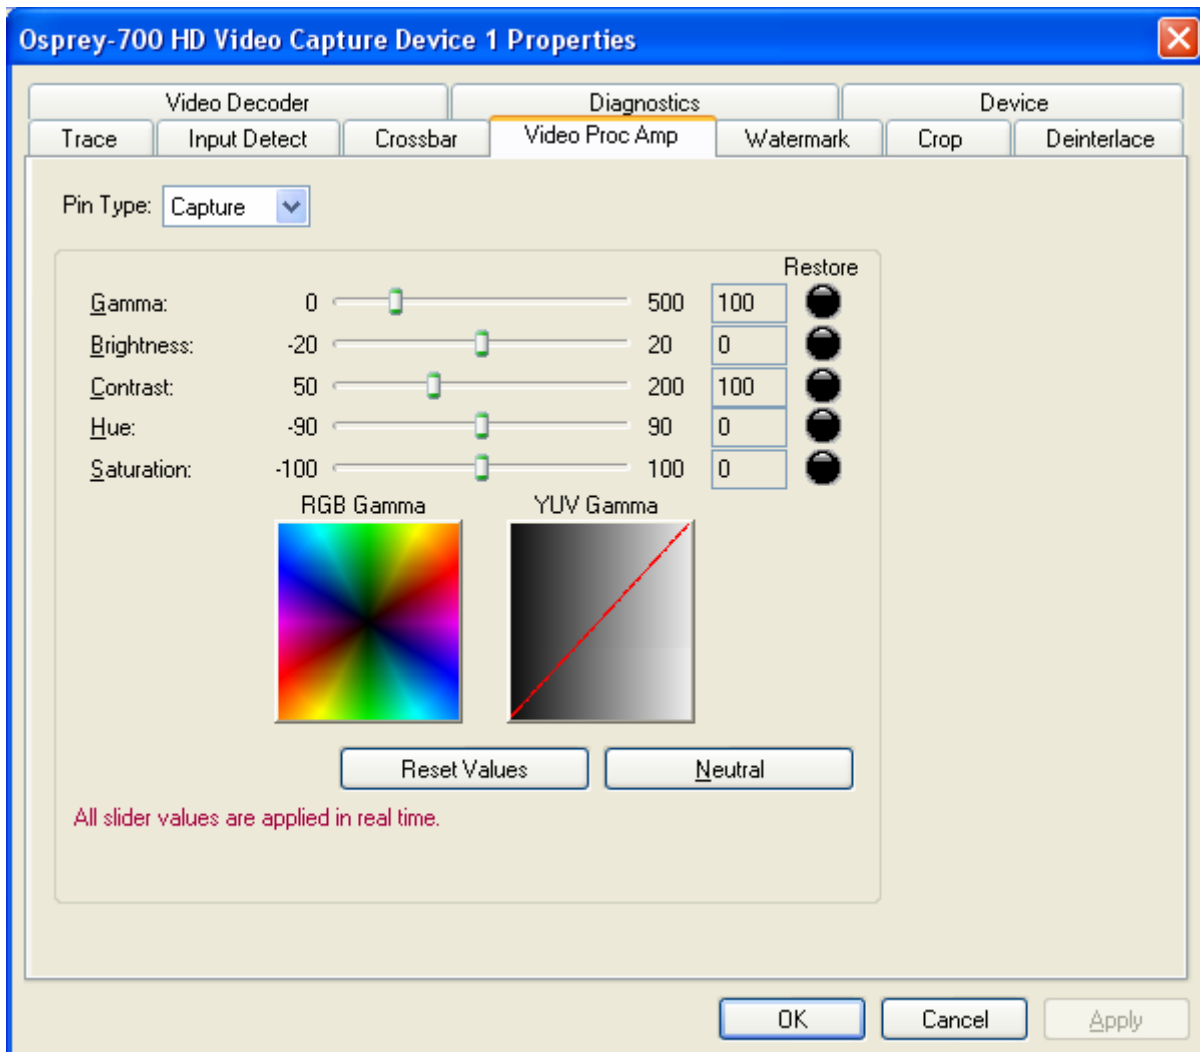 Osprey-700 HD Video Capture Device 1 Properties
Video Decoder Diagnostics Device
Trace Input Detect Crossbar Video Proc Amp Watermark Crop Deinterlace
Pin Type: Capture
Restore
Gamma: 0 500 100
Brightness: -20 20 0
Contrast: 50 200 100
Hue: -90 90 0
Saturation: -100 100 0
RGB Gamma YUV Gamma
Reset Values Neutral
All slider values are applied in real time.
OK Cancel Apply